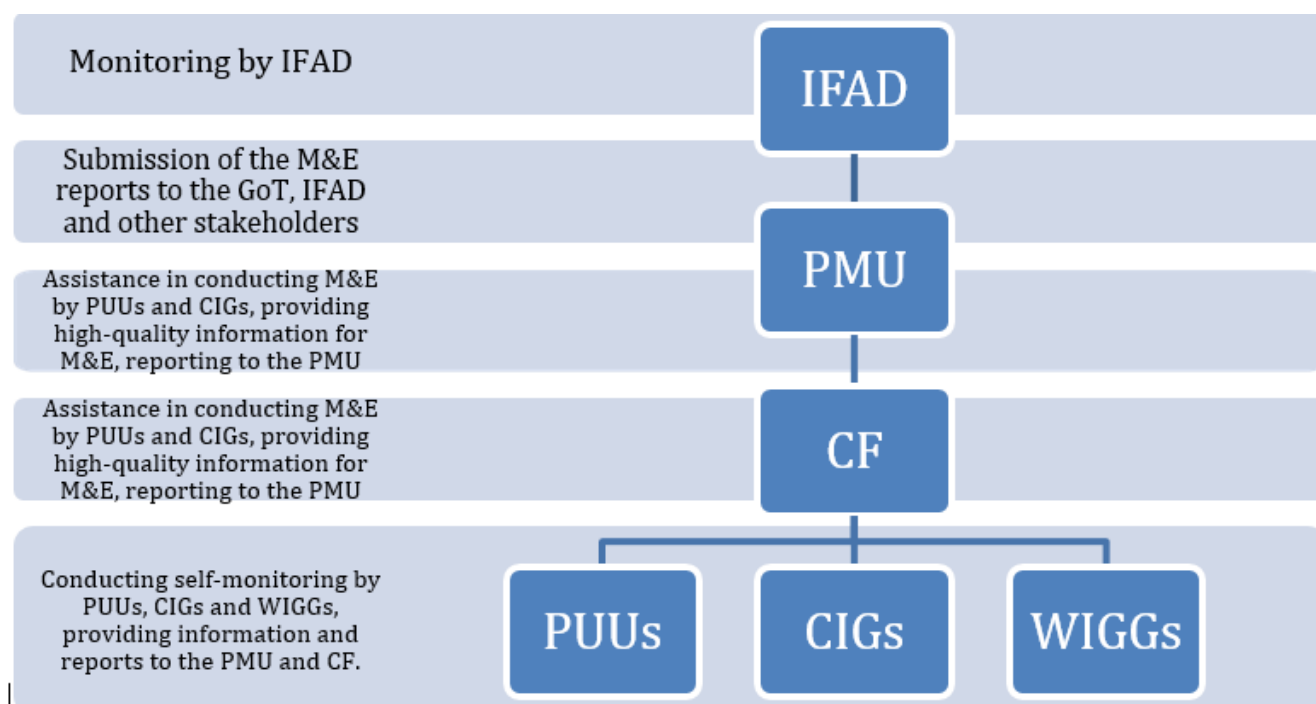 Monitoring by IFAD
IFAD
Submission of the M&E
reports to the GoT, IFAD
and other stakeholders
PMU
Assistance in conducting M&E
by PUUs and CIGs, providing
high-quality information for
M&E, reporting to the PMU
Assistance in conducting M&E
by PUUs and CIGs, providing
high-quality information for
M&E, reporting to the PMU
CF
Conducting self-monitoring by
PUUs, CIGs and WIGGs,
providing information and
reports to the PMU and CF.
PUUs
CIGs
WIGGs